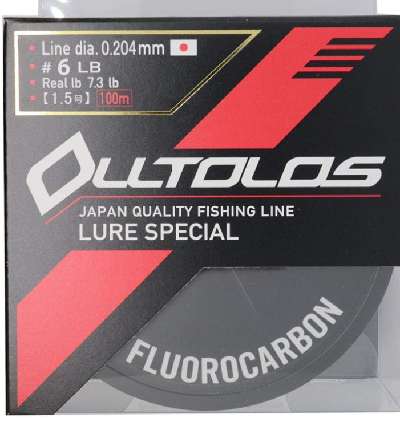 • Line dia. 0.204mm
• # 6 LB
• Real lb 7.3 lb
• 【1.5号】 100m
OLLTOLOS
JAPAN QUALITY FISHING LINE
LURE SPECIAL
FLUOROCARBON